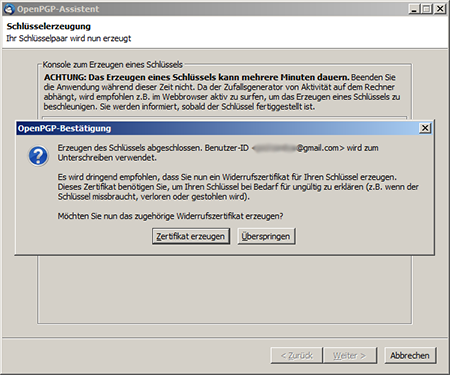 OpenPGP-Assistent
Schlüsselerzeugung
Ihr Schlüsselpaar wird nun erzeugt
Konsole zum Erzeugen eines Schlüssels
ACHTUNG: Das Erzeugen eines Schlüssels kann mehrere Minuten dauern. Beenden Sie
die Anwendung während dieser Zeit nicht. Da der Zufallsgenerator von Aktivität auf dem Rechner
abhängt, wird empfohlen z.B. im Webbrowser aktiv zu surfen, um das Erzeugen eines Schlüssels zu
beschleunigen. Sie werden informiert, sobald der Schlüssel fertiggestellt ist.
OpenPGP-Bestätigung
Erzeugen des Schlüssels abgeschlossen. Benutzer-ID <@gmail.com> wird zum
Unterschreiben verwendet.
Es wird dringend empfohlen, dass Sie nun ein Widerrufszertifikat für Ihren Schlüssel erzeugen.
Dieses Zertifikat benötigen Sie, um Ihren Schlüssel bei Bedarf für ungültig zu erklären (z.B. wenn der
Schlüssel missbraucht, verloren oder gestohlen wird).
Möchten Sie nun das zugehörige Widerrufszertifikat erzeugen?
Zertifikat erzeugen
Überspringen
< Zurück
Weiter >
Abbrechen